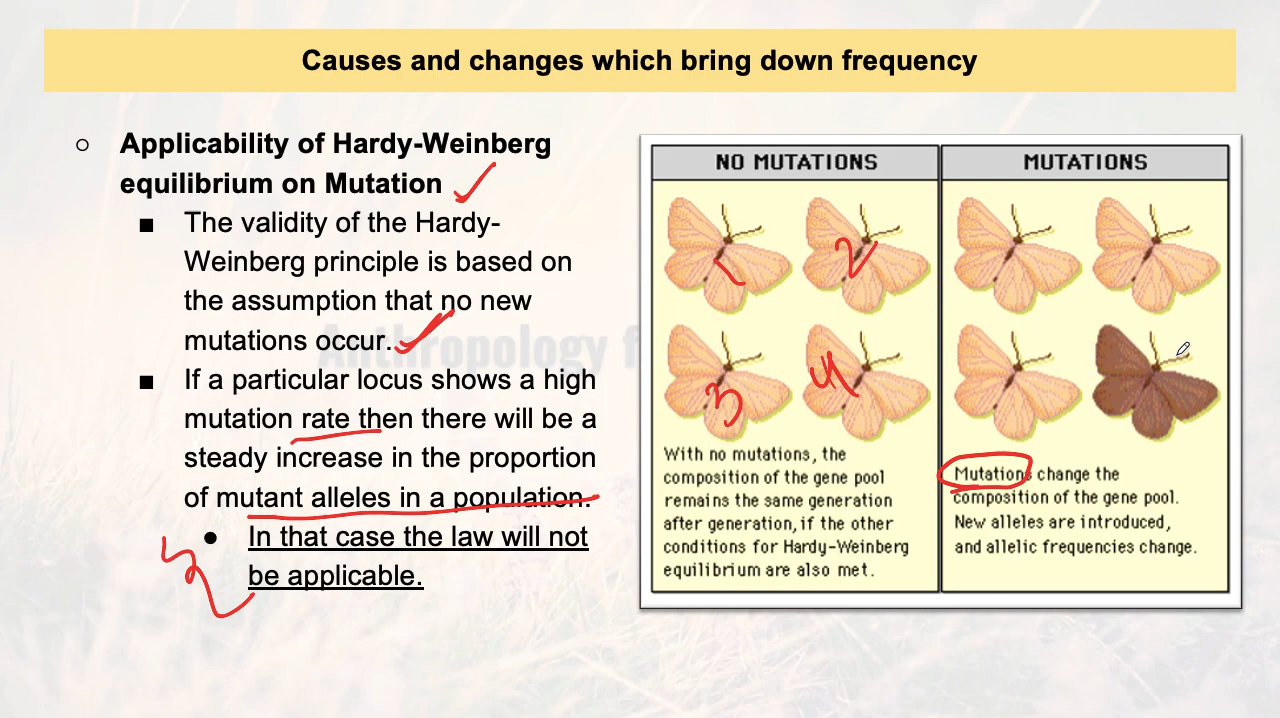 Causes and changes which bring down frequency
○ Applicability of Hardy-Weinberg
equilibrium on Mutation
■ The validity of the Hardy-
Weinberg principle is based on
the assumption that no new
mutations occur.
Anthropology f
■ If a particular locus shows a high
mutation rate then there will be a
steady increase in the proportion
of mutant alleles in a population.
● In that case the law will not
be applicable.
NO MUTATIONS
1 2
3 4
With no mutations, the
composition of the gene pool
remains the same generation
after generation, if the other
conditions for Hardy-Weinberg
equilibrium are also met.
MUTATIONS
Mutations change the
composition of the gene pool.
New alleles are introduced,
and allelic frequencies change.